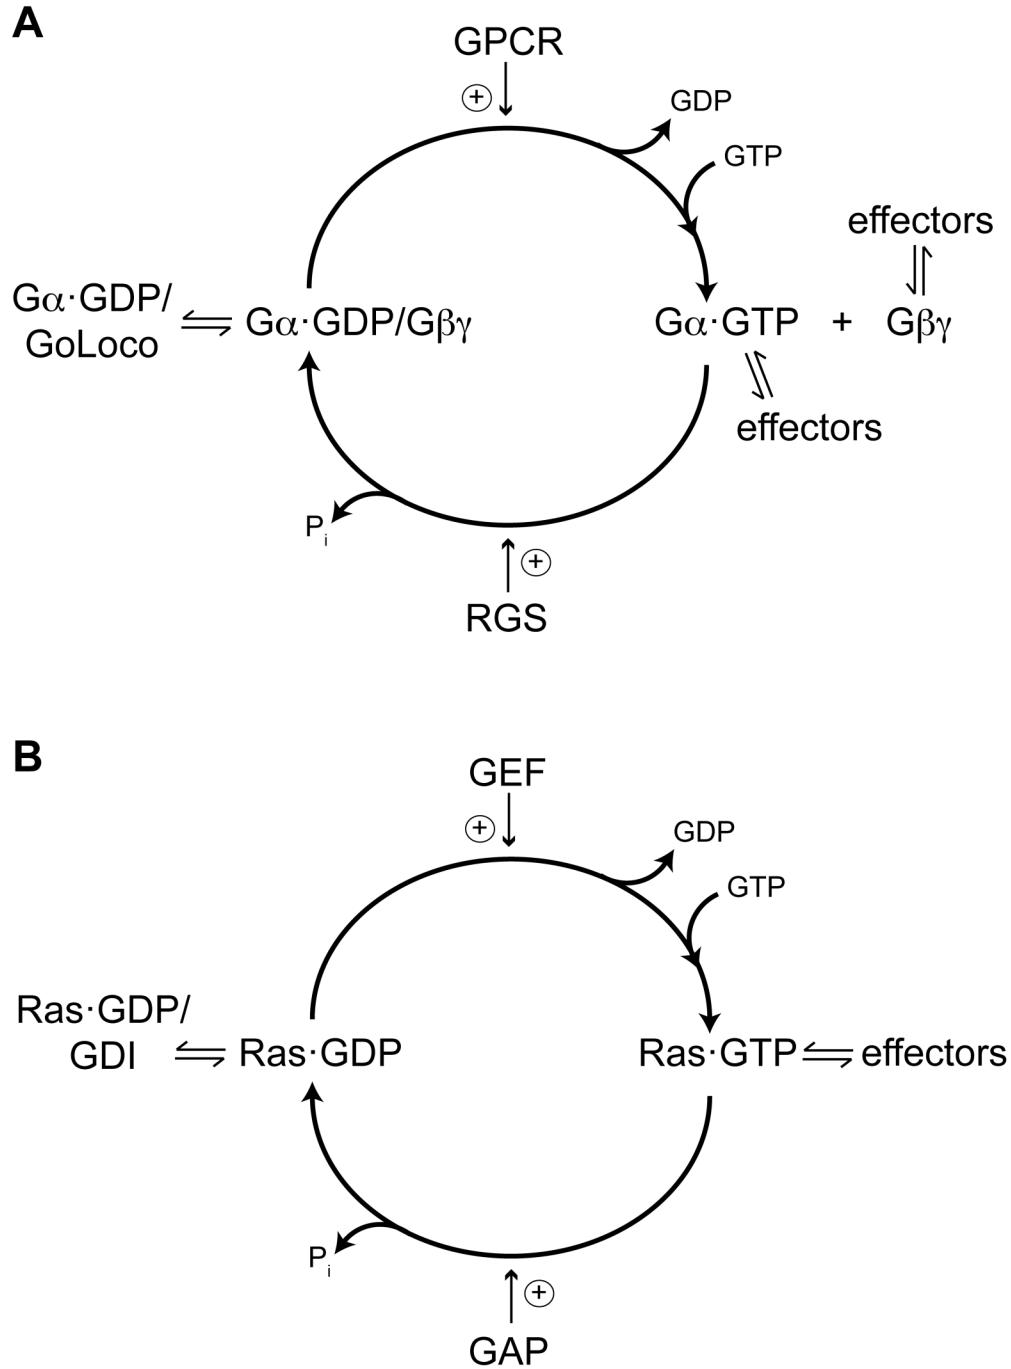 A
GPCR
+
GDP
GTP
effectors
Gα·GDP/
GoLoco
Gα·GDP/Gβγ
Gα·GTP + Gβγ
effectors
Pi
+
RGS
B
GEF
+
GDP
GTP
Ras·GDP/
GDI
Ras·GDP
Ras·GTP
effectors
Pi
+
GAP